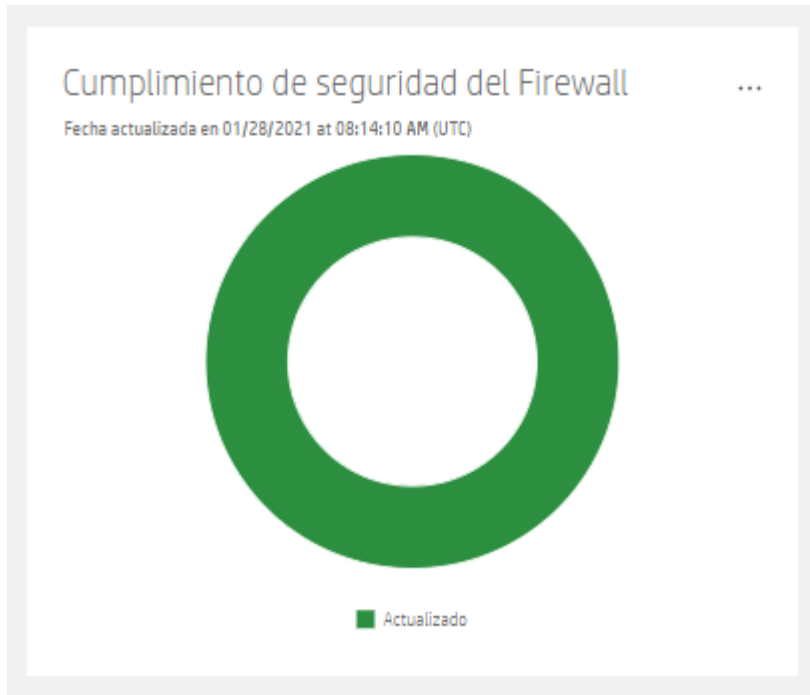 Cumplimiento de seguridad del Firewall
...
Fecha actualizada en 01/28/2021 at 08:14:10 AM (UTC)
Actualizado